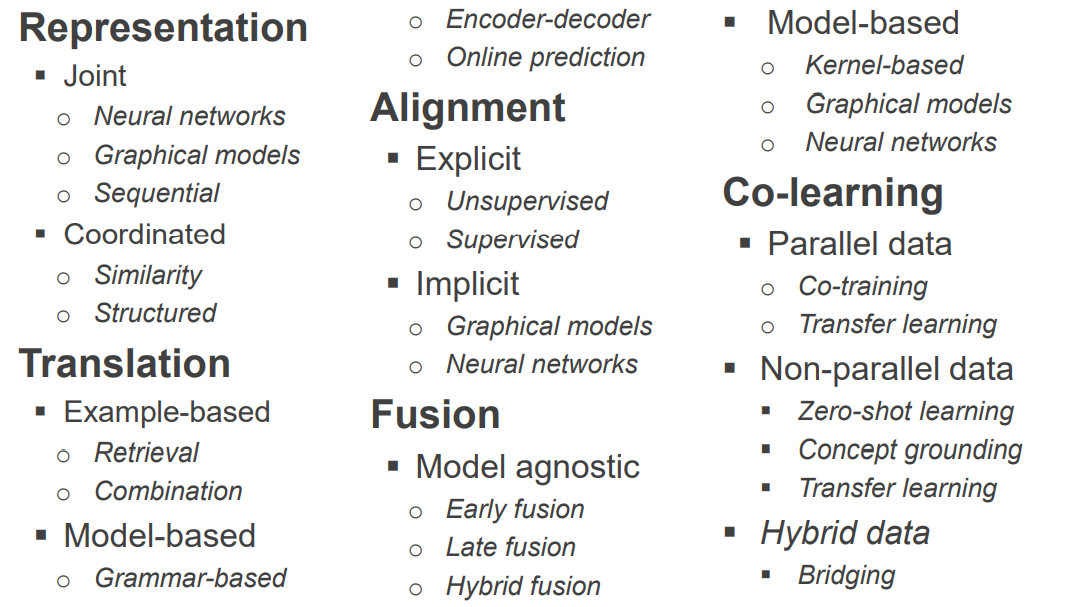 Representation
▪ Joint
o Neural networks
o Graphical models
o Sequential
▪ Coordinated
o Similarity
o Structured
Translation
▪ Example-based
o Retrieval
o Combination
▪ Model-based
o Grammar-based
o Encoder-decoder
o Online prediction
Alignment
▪ Explicit
o Unsupervised
o Supervised
▪ Implicit
o Graphical models
o Neural networks
Fusion
▪ Model agnostic
o Early fusion
o Late fusion
o Hybrid fusion
▪ Model-based
o Kernel-based
o Graphical models
o Neural networks
Co-learning
▪ Parallel data
o Co-training
o Transfer learning
▪ Non-parallel data
▪ Zero-shot learning
▪ Concept grounding
▪ Transfer learning
▪ Hybrid data
▪ Bridging